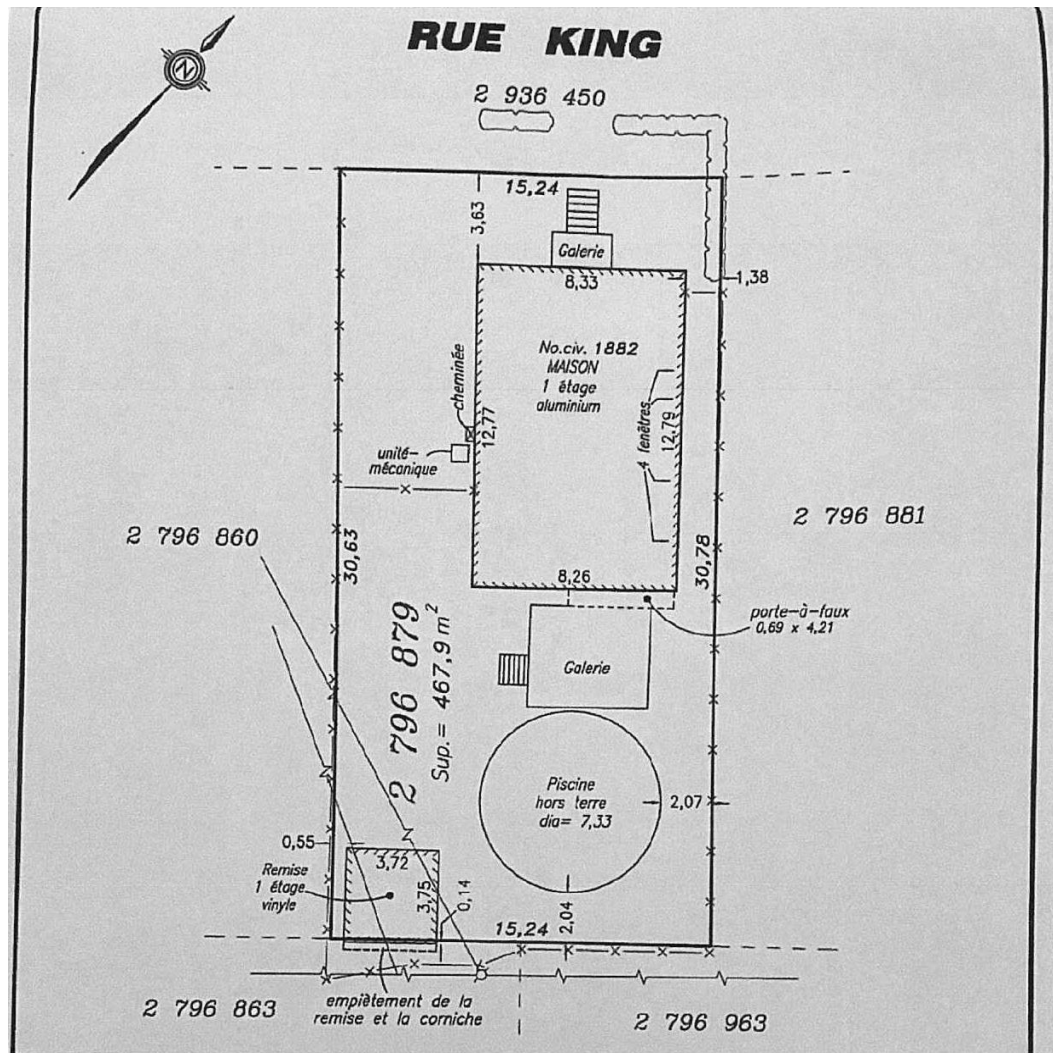 RUE KING
N
2 936 450
15,24
3,63
Galerie
8,33
1,38
No.civ. 1882
MAISON
1 étage
aluminium
cheminée
12,77
4 fenêtres
12,79
unité-
mécanique
2 796 860
2 796 881
30,63
30,78
8,26
porte-à-faux
0,69 x 4,21
2 796 879
Sup.= 467,9 m²
Galerie
Piscine
hors terre
dia= 7,33
2,07
0,55
3,72
Remise
1 étage
vinyle
3,75
0,14
15,24
2,04
empiètement de la
remise et la corniche
2 796 863
2 796 963